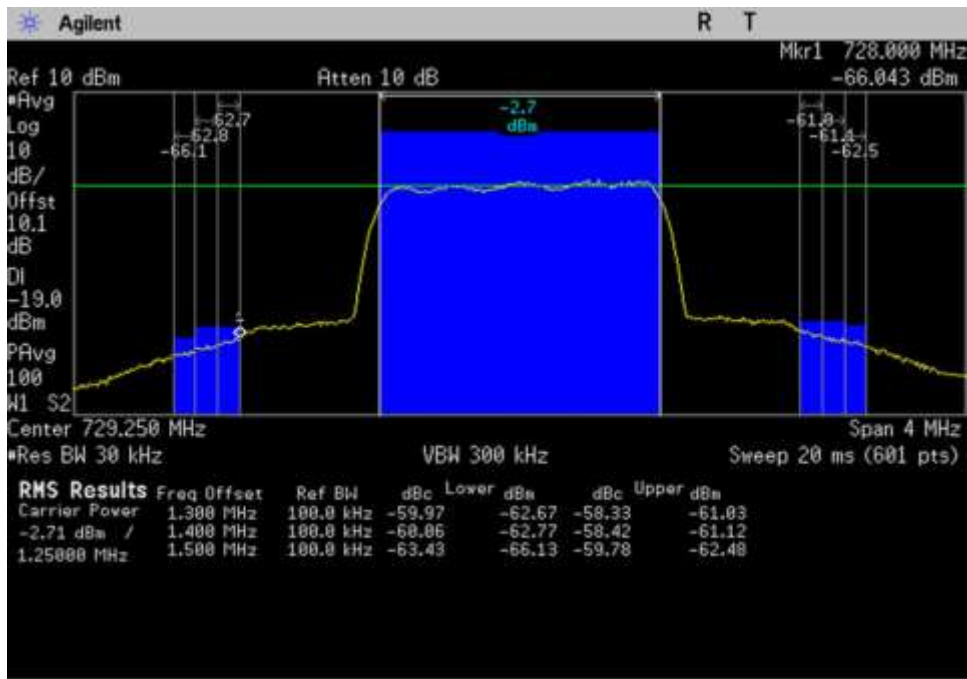 Agilent R T
Mkr1 728.000 MHz
Ref 10 dBm Atten 10 dB -66.043 dBm
#Avg
Log
10
dB/
Offst
10.1
dB
DI
-19.0
dBm
PAvg
100
W1 S2
-2.7
dBm
-62.7
-62.8
-66.1
-61.0
-61.1
-62.5
1
Center 729.250 MHz Span 4 MHz
#Res BW 30 kHz VBW 300 kHz Sweep 20 ms (601 pts)
RMS Results Freq Offset Ref BW dBc Lower dBm dBc Upper dBm
Carrier Power 1.300 MHz 100.0 kHz -59.97 -62.67 -58.33 -61.03
-2.71 dBm / 1.400 MHz 100.0 kHz -60.06 -62.77 -58.42 -61.12
1.25000 MHz 1.500 MHz 100.0 kHz -63.43 -66.13 -59.78 -62.48